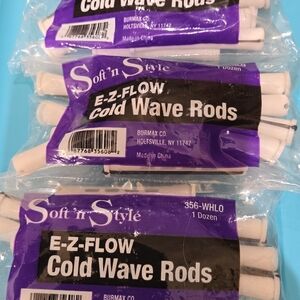 Cold Wave Rods
BURMAX CO
HOLTSVILLE, NY 11742
Made in China
Soft 'n Style
1 Dozen
E-Z-FLOW
Cold Wave Rods
BURMAX CO
HOLTSVILLE, NY 11742
Made in China
Soft 'n Style
356-WHLO
1 Dozen
E-Z-FLOW
Cold Wave Rods
BURMAX CO